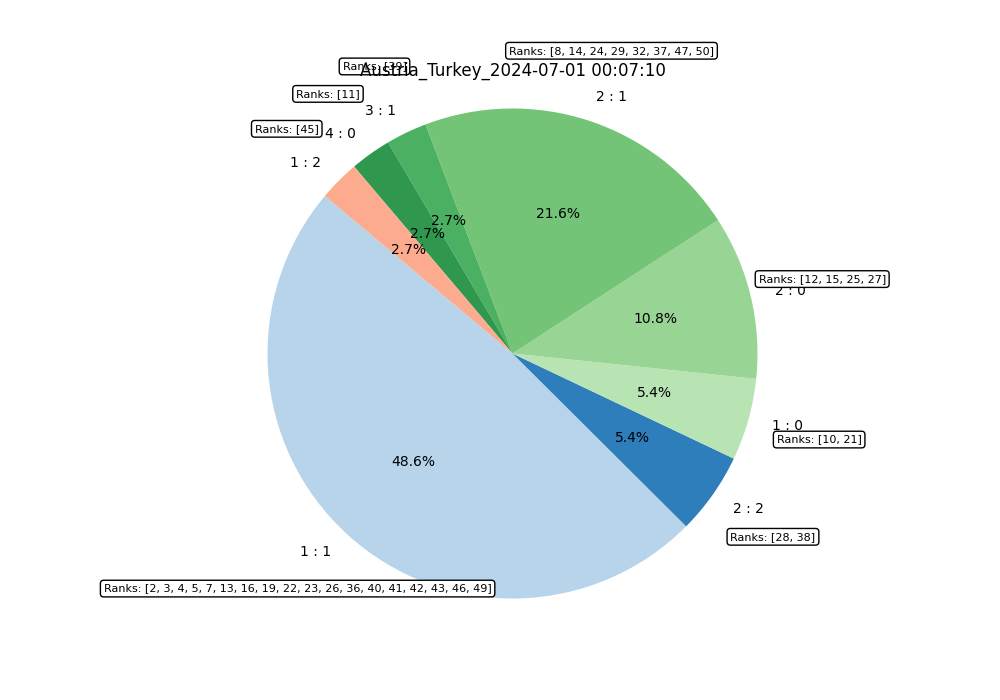 Ranks: [8, 14, 24, 29, 32, 37, 47, 50]
Ranks: [39]
Austria_Turkey_2024-07-01 00:07:10
Ranks: [11]
2 : 1
3 : 1
Ranks: [45]
4 : 0
1 : 2
21.6%
2.7%
2.7%
2.7%
Ranks: [12, 15, 25, 27]
2 : 0
10.8%
5.4%
1 : 0
5.4%
Ranks: [10, 21]
48.6%
2 : 2
Ranks: [28, 38]
1 : 1
Ranks: [2, 3, 4, 5, 7, 13, 16, 19, 22, 23, 26, 36, 40, 41, 42, 43, 46, 49]